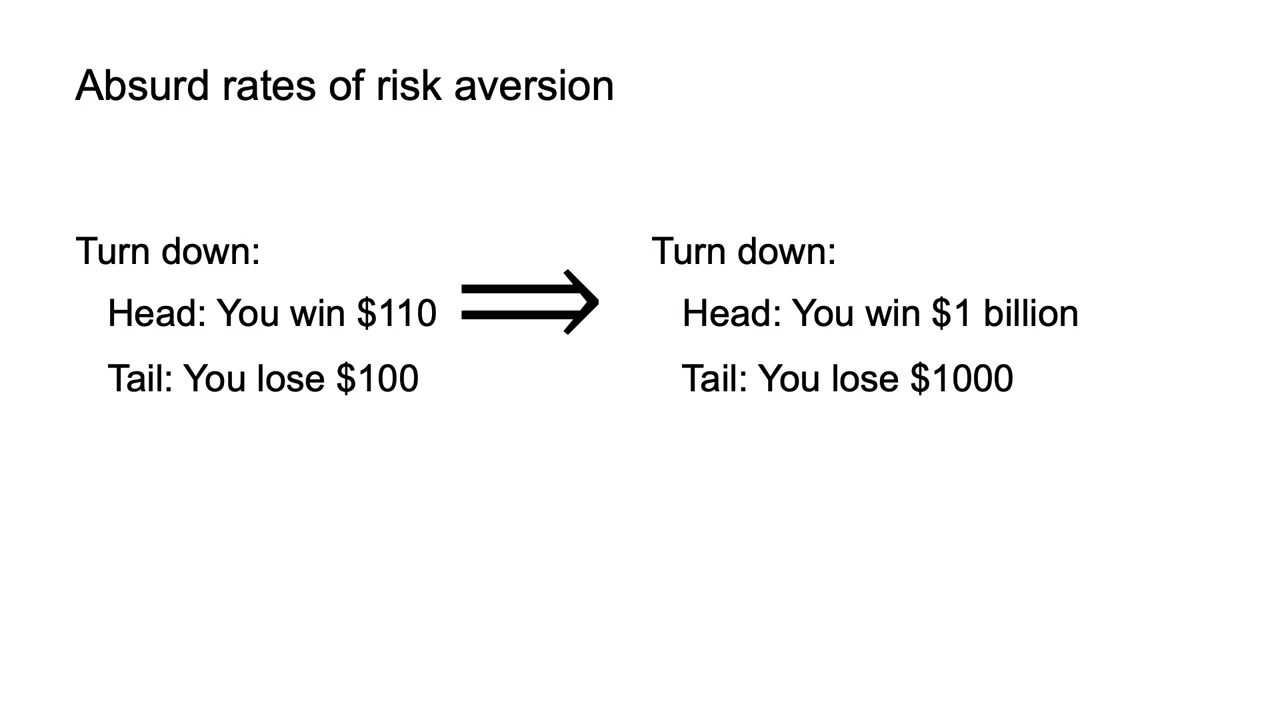 Absurd rates of risk aversion
Turn down:
Head: You win $110
Tail: You lose $100
Turn down:
Head: You win $1 billion
Tail: You lose $1000